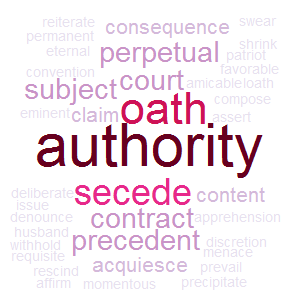 reiterate consequence swear
permanent perpetual shrink
eternal patriot
convention court favorable
subject amicable loath
oath compose
eminent claim assert
authority
deliberate secede content
issue
denounce contract apprehension
husband
withhold precedent discretion
requisite menace
rescind acquiesce prevail
affirm momentous precipitate